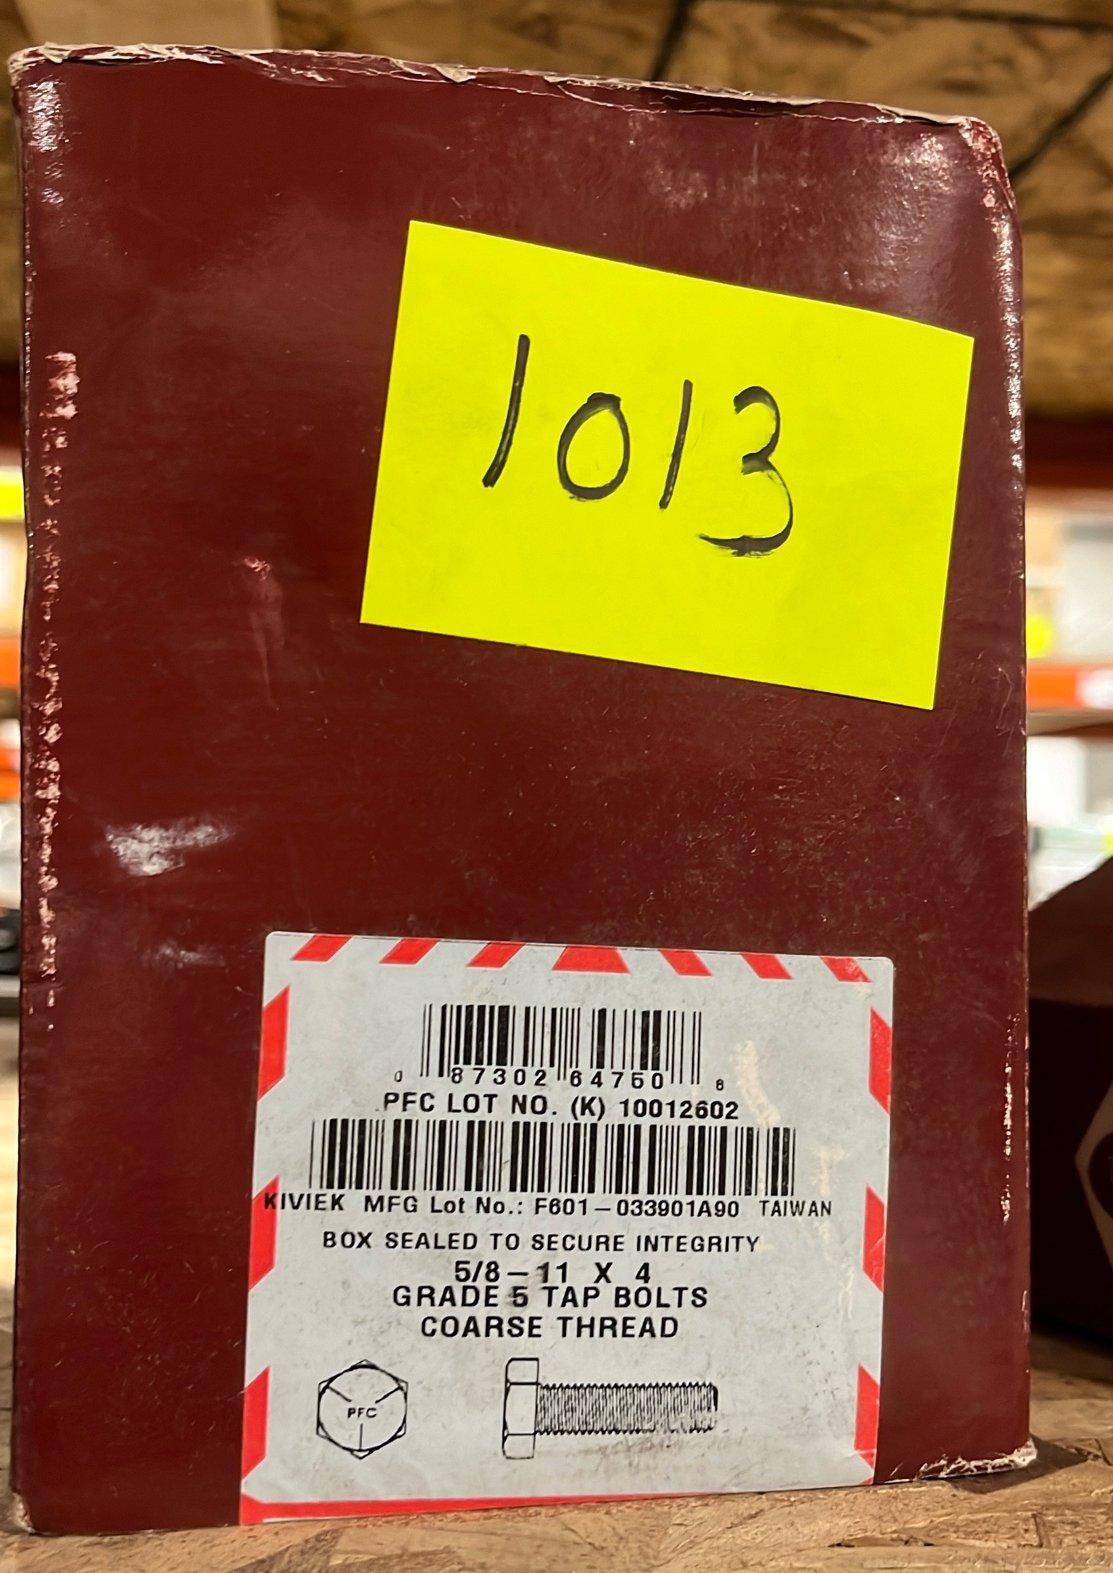 1013
0 87302 64750 8
PFC LOT NO. (K) 10012602
KIVIEK MFG Lot No.: F601-033901A90 TAIWAN
BOX SEALED TO SECURE INTEGRITY
5/8-11 X 4
GRADE 5 TAP BOLTS
COARSE THREAD
PFC